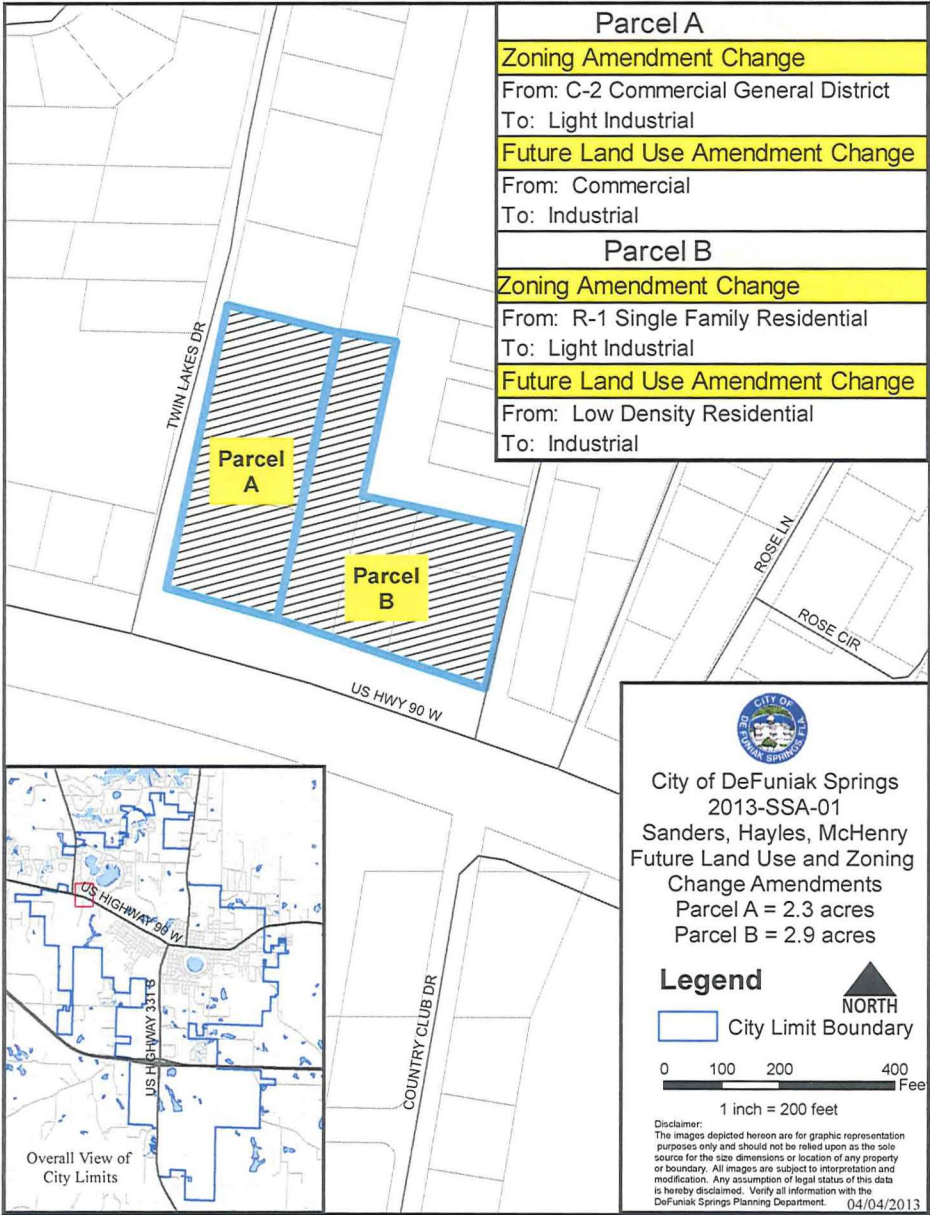 Parcel A
Zoning Amendment Change
From: C-2 Commercial General District
To: Light Industrial
Future Land Use Amendment Change
From: Commercial
To: Industrial
Parcel B
Zoning Amendment Change
From: R-1 Single Family Residential
To: Light Industrial
Future Land Use Amendment Change
From: Low Density Residential
To: Industrial
TWIN LAKES DR
Parcel
A
Parcel
B
ROSE LN
ROSE CIR
US HWY 90 W
COUNTRY CLUB DR
US HIGHWAY 90 W
US HIGHWAY 331 S
Overall View of
City Limits
CITY OF
DE FUNIAK SPRINGS, FLA
City of DeFuniak Springs
2013-SSA-01
Sanders, Hayles, McHenry
Future Land Use and Zoning
Change Amendments
Parcel A = 2.3 acres
Parcel B = 2.9 acres
Legend
NORTH
City Limit Boundary
0 100 200 400
Fee
1 inch = 200 feet
Disclaimer:
The images depicted hereon are for graphic representation
purposes only and should not be relied upon as the sole
source for the size dimensions or location of any property
or boundary. All images are subject to interpretation and
modification. Any assumption of legal status of this data
is hereby disclaimed. Verify all information with the
DeFuniak Springs Planning Department. 04/04/2013